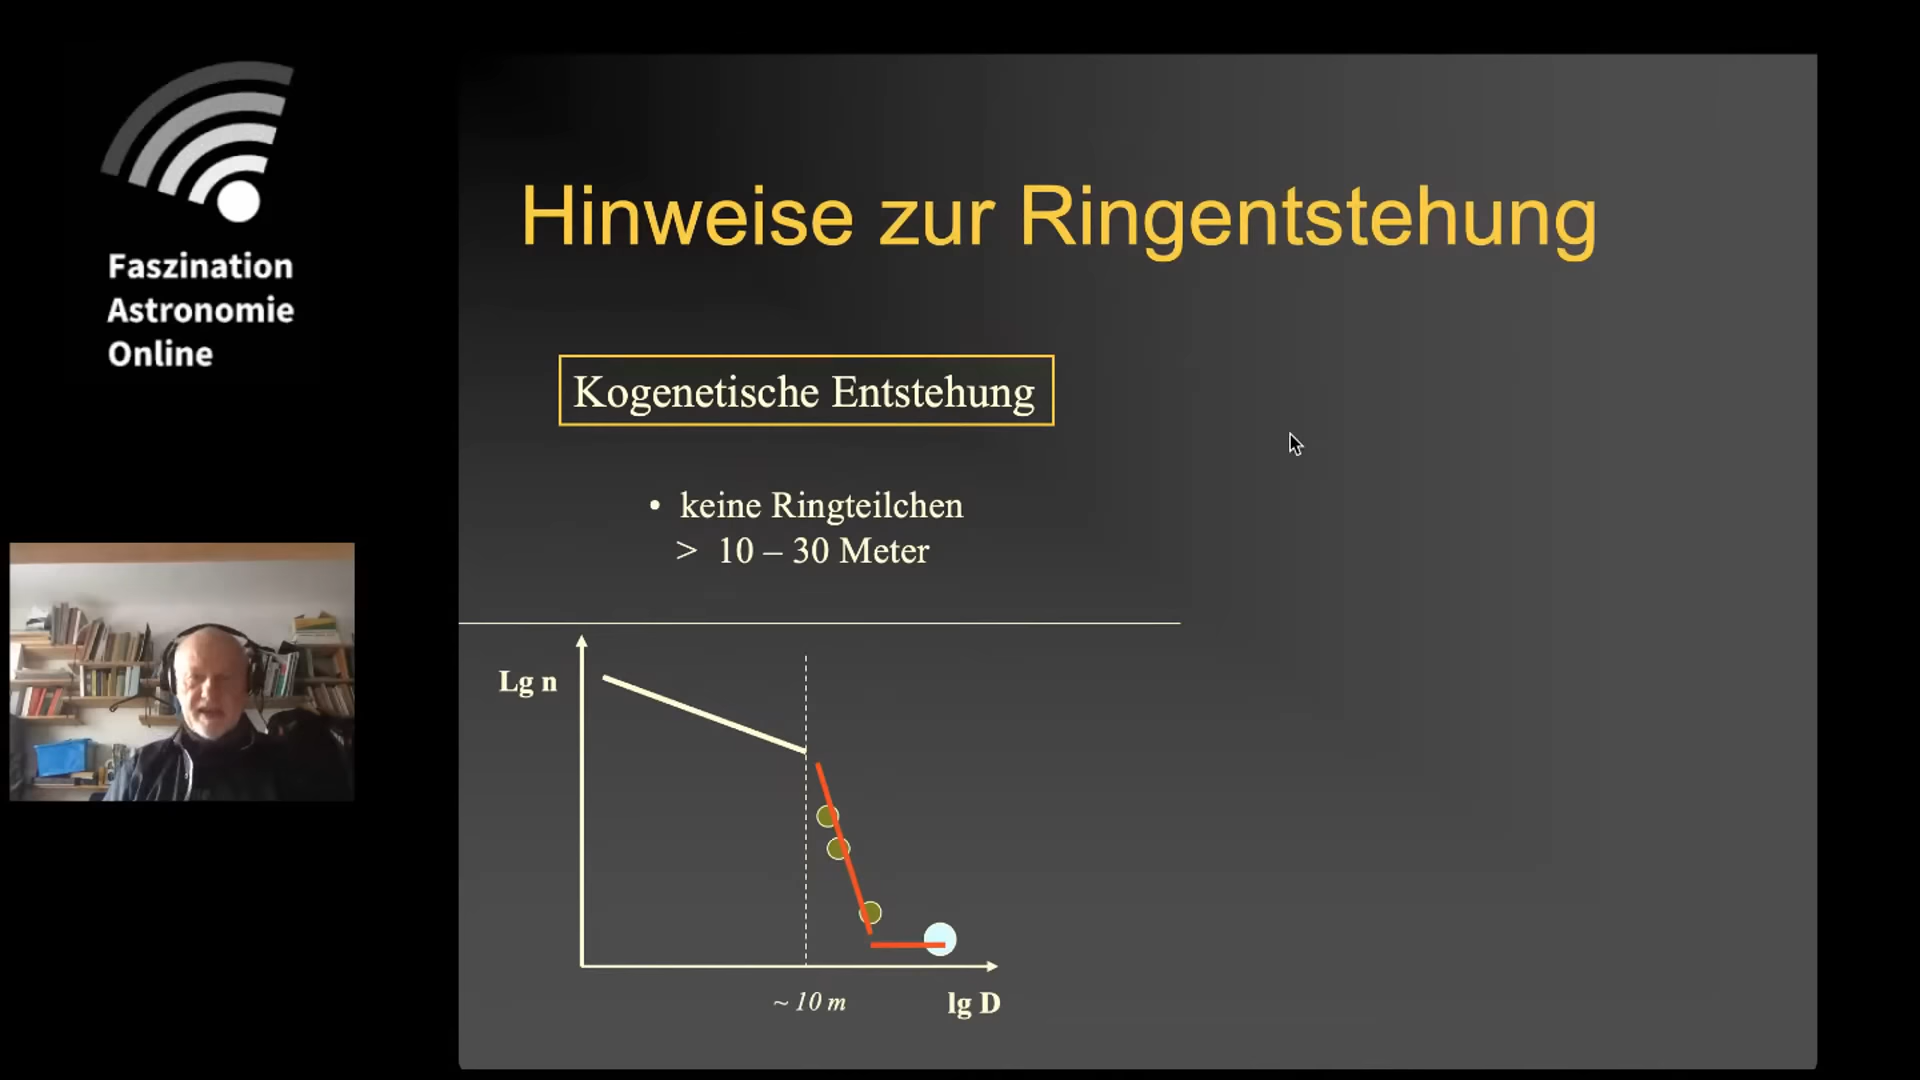 Faszination
Astronomie
Online
Hinweise zur Ringentstehung
Kogenetische Entstehung
• keine Ringteilchen
> 10 – 30 Meter
Lg n
~ 10 m
lg D